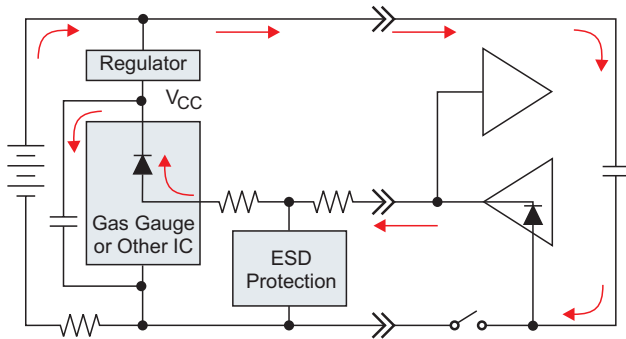 Regulator
VCC
Gas Gauge
or Other IC
ESD
Protection